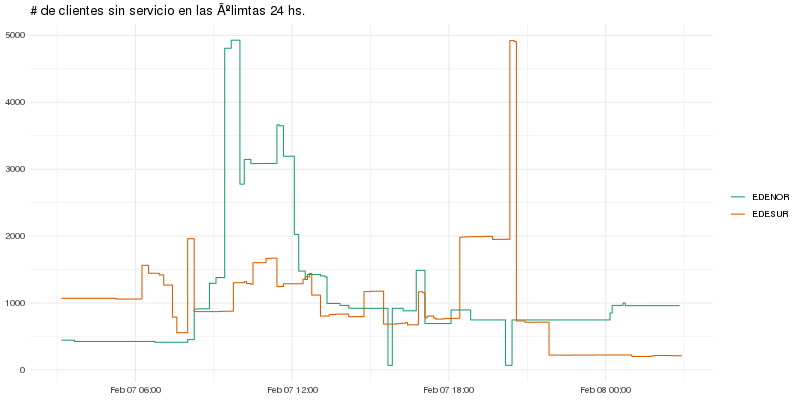 # de clientes sin servicio en las Ãºlimtas 24 hs.
5000
4000
3000
2000
1000
0
Feb 07 06:00
Feb 07 12:00
Feb 07 18:00
Feb 08 00:00
EDENOR
EDESUR